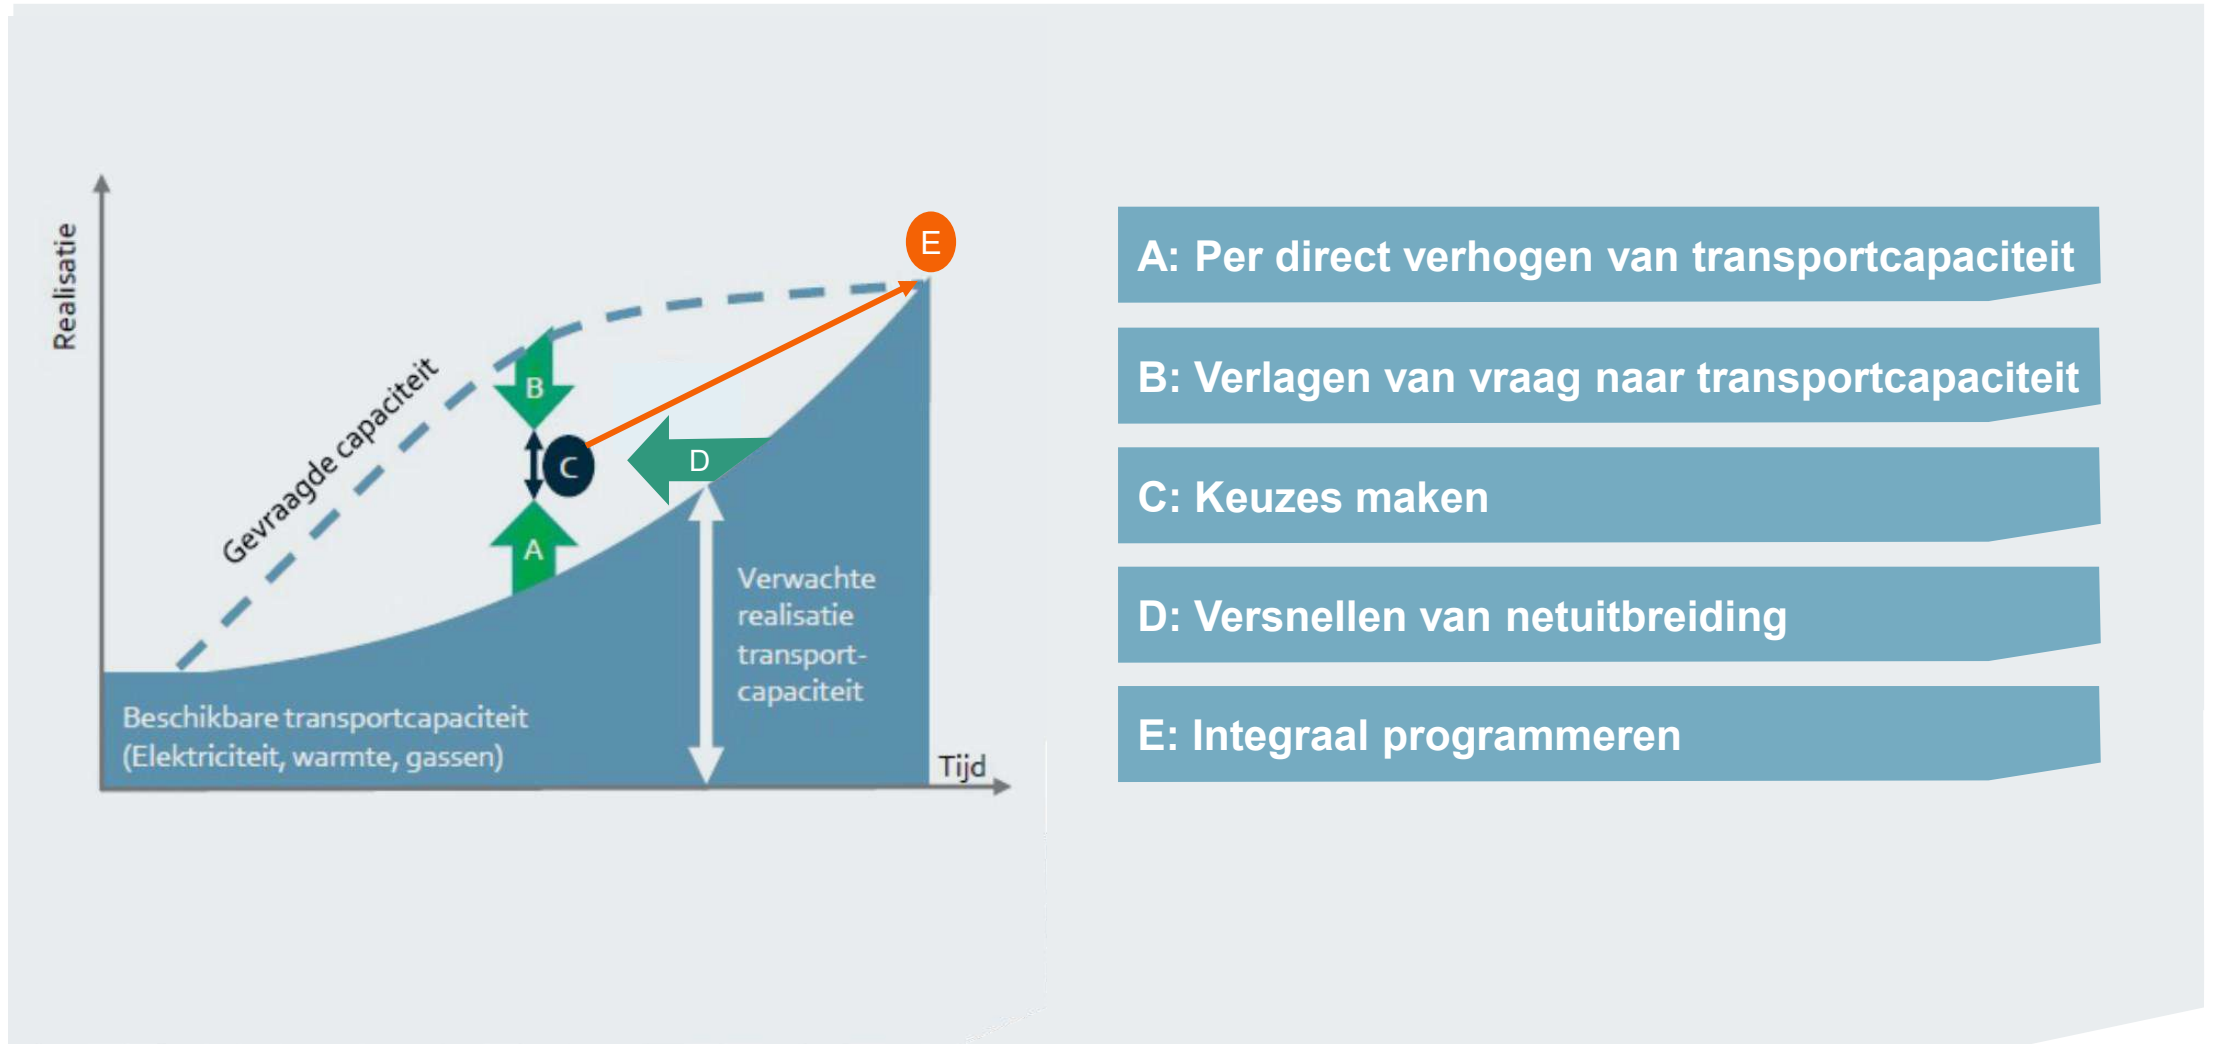 Realisatie
Gevraagde capaciteit
E
B
C
D
A
Verwachte
realisatie
transport-
capaciteit
Beschikbare transportcapaciteit
(Elektriciteit, warmte, gassen)
Tijd
A: Per direct verhogen van transportcapaciteit
B: Verlagen van vraag naar transportcapaciteit
C: Keuzes maken
D: Versnellen van netuitbreiding
E: Integraal programmeren